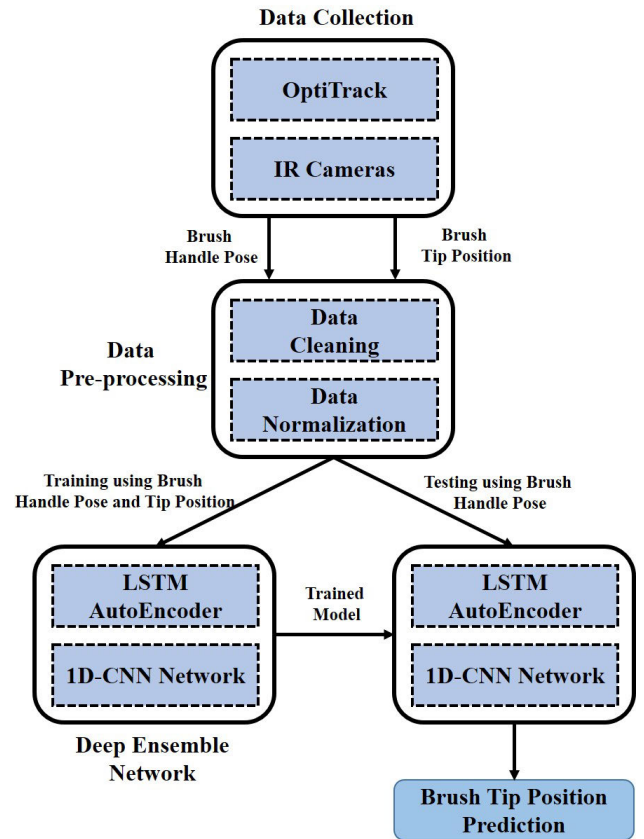 Data Collection
OptiTrack
IR Cameras
Brush
Handle Pose
Brush
Tip Position
Data
Pre-processing
Data
Cleaning
Data
Normalization
Training using Brush
Handle Pose and Tip Position
Testing using Brush
Handle Pose
LSTM
AutoEncoder
1D-CNN Network
Deep Ensemble
Network
Trained
Model
LSTM
AutoEncoder
1D-CNN Network
Brush Tip Position
Prediction